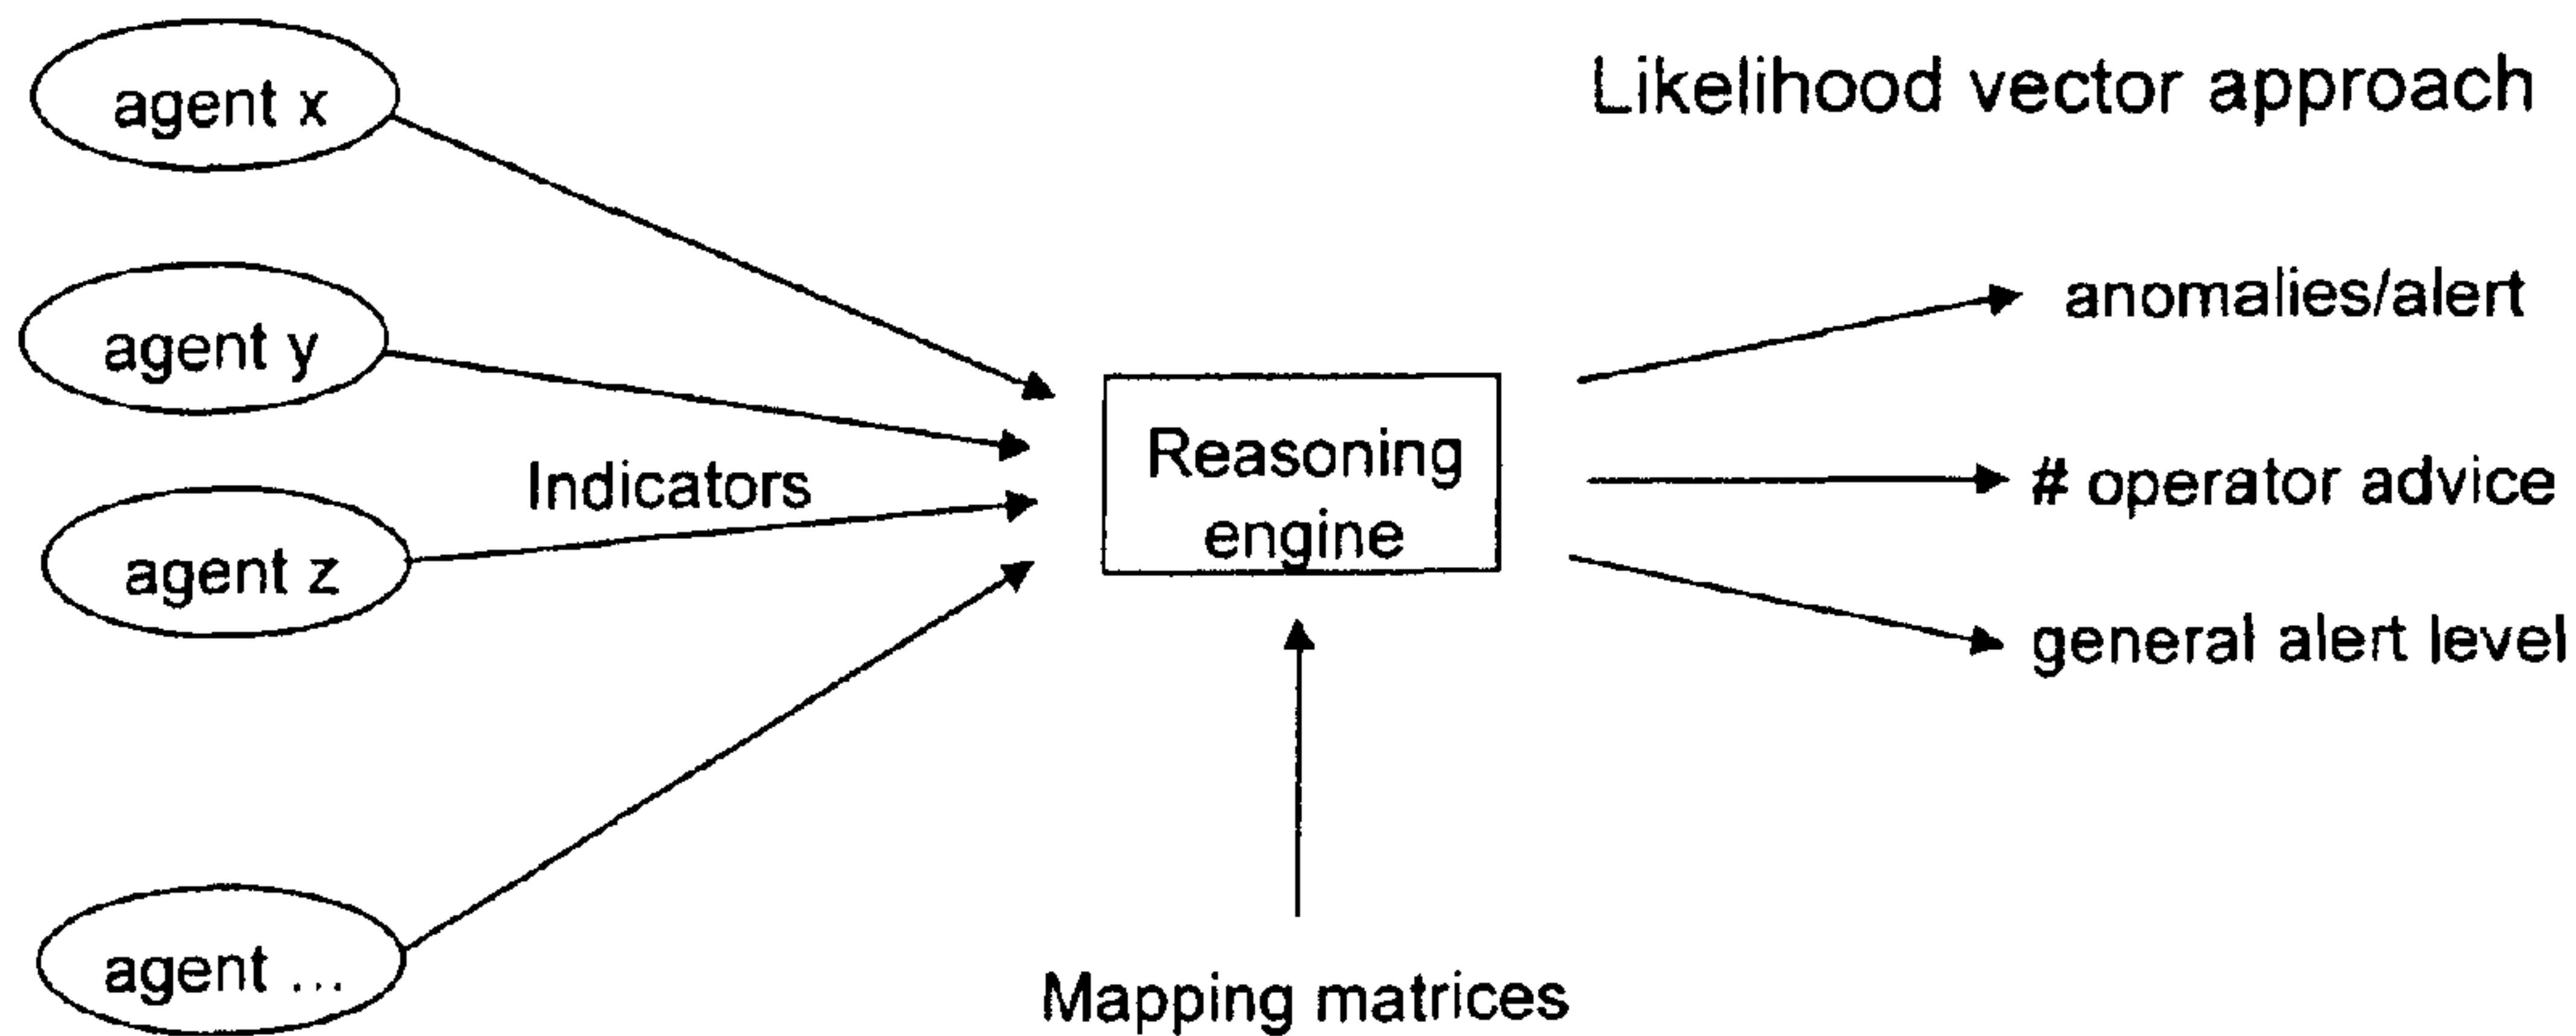 agent x
Likelihood vector approach
agent y
anomalies/alert
Indicators
Reasoning
engine
# operator advice
agent z
general alert level
agent ...
Mapping matrices